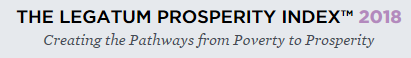 THE LEGATUM PROSPERITY INDEX™ 2018
Creating the Pathways from Poverty to Prosperity